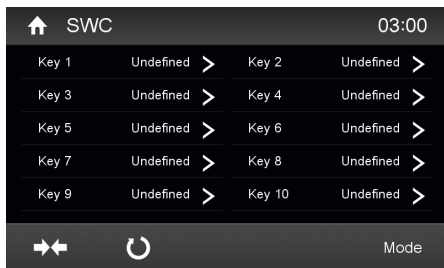 SWC 03:00
Key 1 Undefined Key 2 Undefined
Key 3 Undefined Key 4 Undefined
Key 5 Undefined Key 6 Undefined
Key 7 Undefined Key 8 Undefined
Key 9 Undefined Key 10 Undefined
Mode